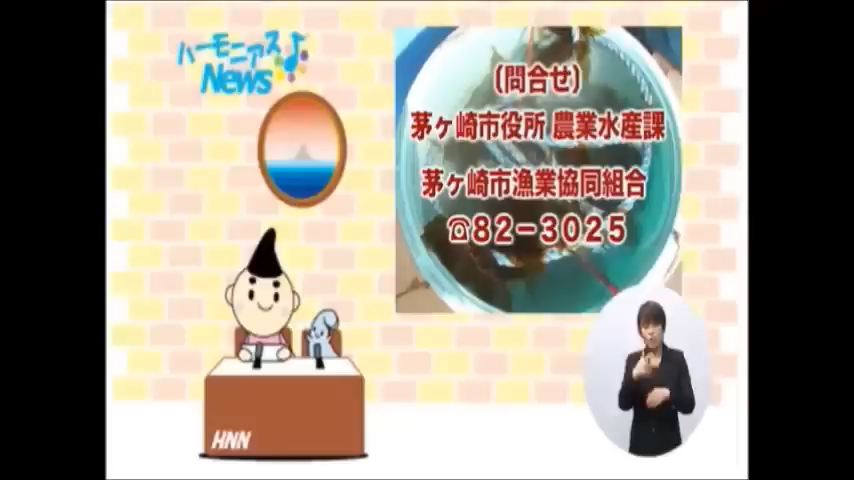 ハーモニアス
News
(問合せ)
茅ヶ崎市役所 農業水産課
茅ヶ崎市漁業協同組合
☎82-3025
HNN